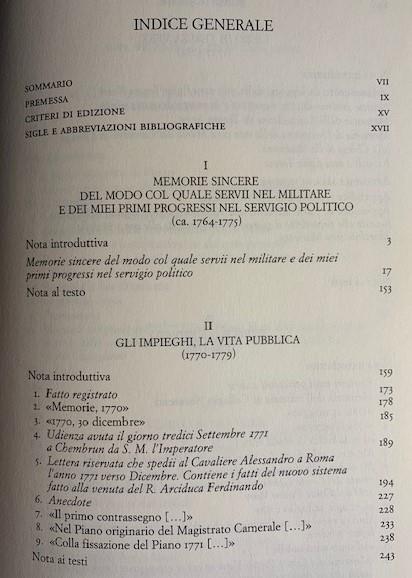 INDICE GENERALE
SOMMARIO VII
PREMESSA IX
CRITERI DI EDIZIONE XV
SIGLE E ABBREVIAZIONI BIBLIOGRAFICHE XVII
I
MEMORIE SINCERE
DEL MODO COL QUALE SERVII NEL MILITARE
E DEI MIEI PRIMI PROGRESSI NEL SERVIGIO POLITICO
(ca. 1764-1775)
Nota introduttiva 3
Memorie sincere del modo col quale servii nel militare e dei miei
primi progressi nel servigio politico 17
Nota al testo 153
II
GLI IMPIEGHI, LA VITA PUBBLICA
(1770-1779)
Nota introduttiva 159
1. Fatto registrato 173
2. «Memorie, 1770» 178
3. «1770, 30 dicembre» 185
4. Udienza avuta il giorno tredici Settembre 1771
a Chembrun da S. M. l'Imperatore 189
5. Lettera riservata che spedii al Cavaliere Alessandro a Roma
l'anno 1771 verso Dicembre. Contiene i fatti del nuovo sistema
fatto alla venuta del R. Arciduca Ferdinando 194
6. Anecdote 227
7. «Il primo contrassegno [...]» 228
8. «Nel Piano originario del Magistrato Camerale [...]» 233
9. «Colla fissazione del Piano 1771 [...]» 238
Nota ai testi 243